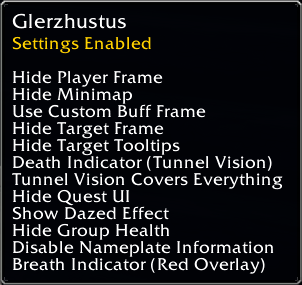 Glerzhustus
Settings Enabled
Hide Player Frame
Hide Minimap
Use Custom Buff Frame
Hide Target Frame
Hide Target Tooltips
Death Indicator (Tunnel Vision)
Tunnel Vision Covers Everything
Hide Quest UI
Show Dazed Effect
Hide Group Health
Disable Nameplate Information
Breath Indicator (Red Overlay)